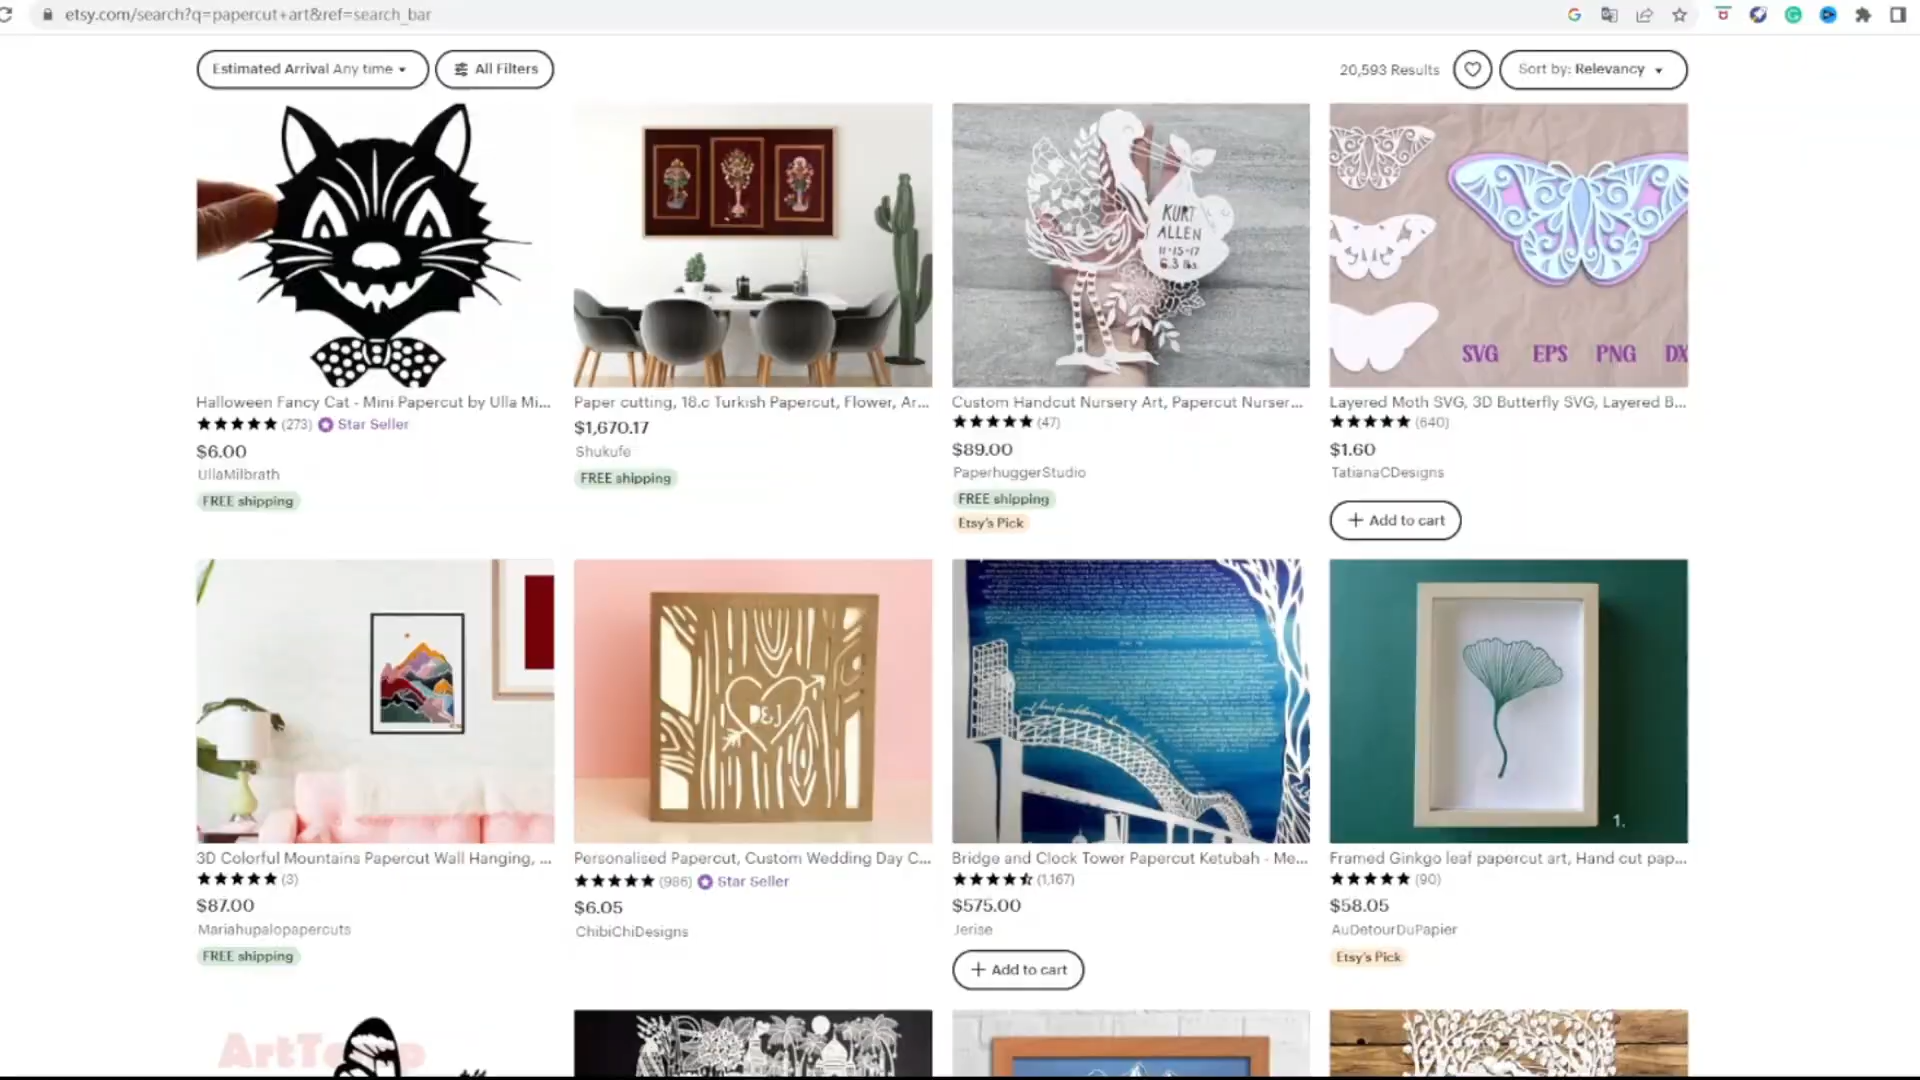 etsy.com/search?q=papercut+art&ref=search_bar
Estimated Arrival Any time
All Filters
20,593 Results
Sort by: Relevancy
KURT
ALLEN
11-15-17
6.3 lbs.
SVG EPS PNG DX
Halloween Fancy Cat - Mini Papercut by Ulla Mi...
(273) Star Seller
$6.00
UllaMilbrath
FREE shipping
Paper cutting, 18.c Turkish Papercut, Flower, Ar...
$1,670.17
Shukufe
FREE shipping
Custom Handcut Nursery Art, Papercut Nurser...
(47)
$89.00
PaperhuggerStudio
FREE shipping
Etsy's Pick
Layered Moth SVG, 3D Butterfly SVG, Layered B...
(640)
$1.60
TatianaCDesigns
+ Add to cart
D&J
1.
3D Colorful Mountains Papercut Wall Hanging, ...
(3)
$87.00
Mariahupalopapercuts
FREE shipping
Personalised Papercut, Custom Wedding Day C...
(986) Star Seller
$6.05
ChibiChiDesigns
Bridge and Clock Tower Papercut Ketubah - Me...
(1,167)
$575.00
Jerise
+ Add to cart
Framed Ginkgo leaf papercut art, Hand cut pap...
(90)
$58.05
AuDetourDuPapier
Etsy's Pick